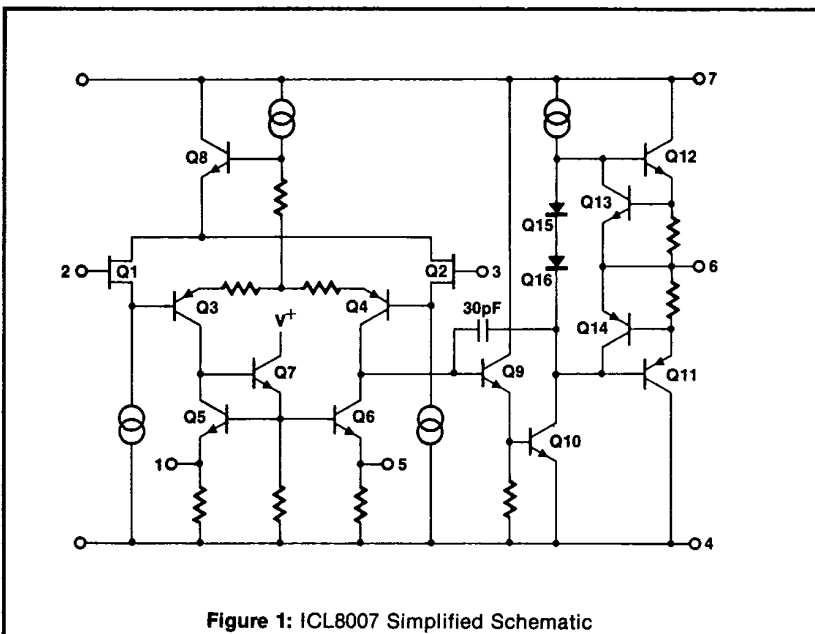 7
Q8
Q12
Q13
Q15
2
Q1
Q2
3
Q16
6
Q3
Q4
V+
30pF
Q14
Q7
Q9
Q11
Q5
Q6
Q10
1
5
4
Figure 1: ICL8007 Simplified Schematic